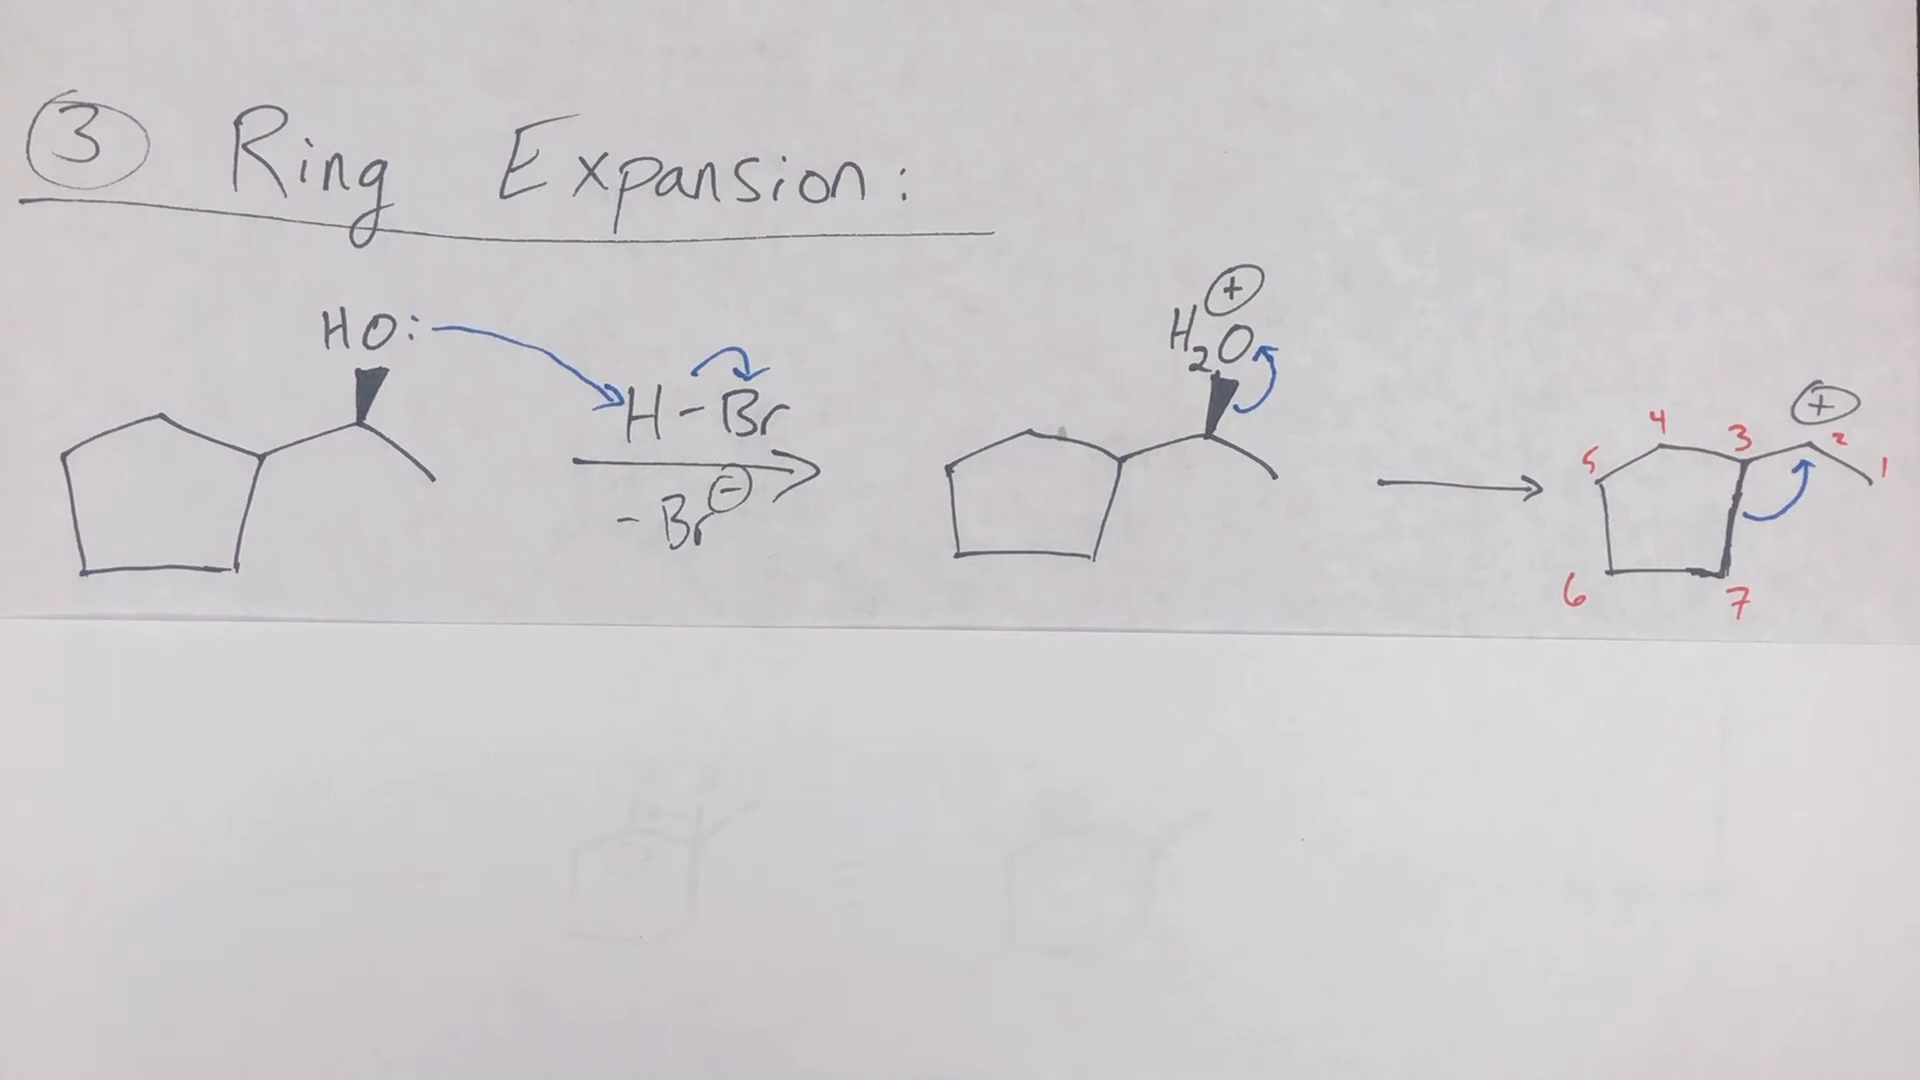 ③ Ring Expansion:
HO:
H-Br
-Br⊖
⊕
H₂O
⊕
1
2
3
4
5
6
7